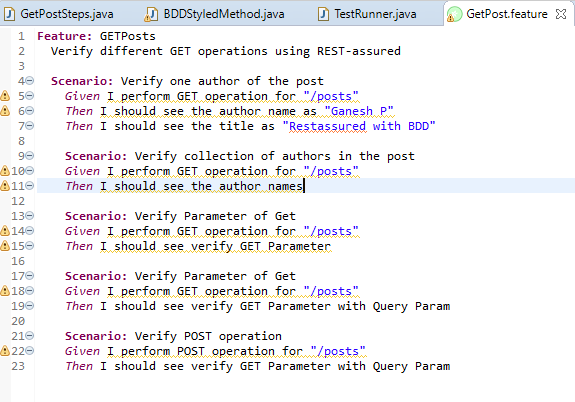 GetPostSteps.java BDDStyledMethod.java TestRunner.java GetPost.feature
1 Feature: GETPosts
2 Verify different GET operations using REST-assured
3
4 Scenario: Verify one author of the post
5 Given I perform GET operation for "/posts"
6 Then I should see the author name as "Ganesh P"
7 Then I should see the title as "Restassured with BDD"
8
9 Scenario: Verify collection of authors in the post
10 Given I perform GET operation for "/posts"
11 Then I should see the author names
12
13 Scenario: Verify Parameter of Get
14 Given I perform GET operation for "/posts"
15 Then I should see verify GET Parameter
16
17 Scenario: Verify Parameter of Get
18 Given I perform GET operation for "/posts"
19 Then I should see verify GET Parameter with Query Param
20
21 Scenario: Verify POST operation
22 Given I perform POST operation for "/posts"
23 Then I should see verify GET Parameter with Query Param